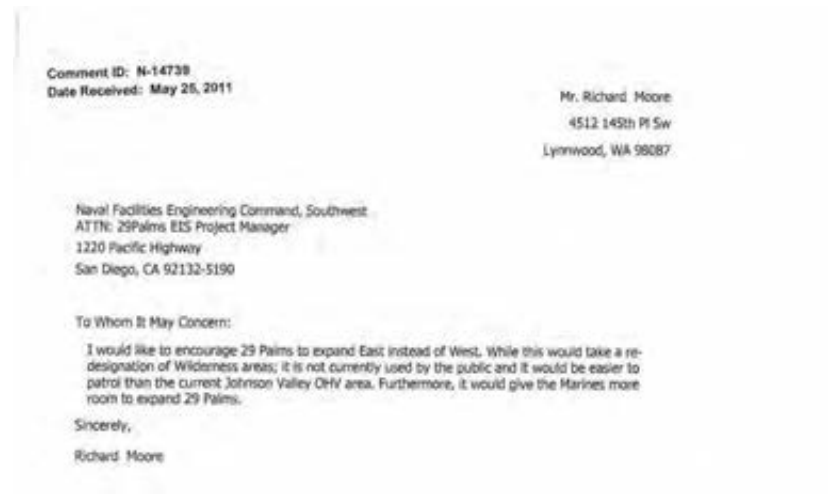 Comment ID: N-14739
Date Received: May 25, 2011
Mr. Richard Moore
4512 145th Pl Sw
Lynnwood, WA 98087
Naval Facilities Engineering Command, Southwest
ATTN: 29Palms EIS Project Manager
1220 Pacific Highway
San Diego, CA 92132-5190
To Whom It May Concern:
I would like to encourage 29 Palms to expand East instead of West. While this would take a re-
designation of Wilderness areas; it is not currently used by the public and it would be easier to
patrol than the current Johnson Valley OHV area. Furthermore, it would give the Marines more
room to expand 29 Palms.
Sincerely,
Richard Moore